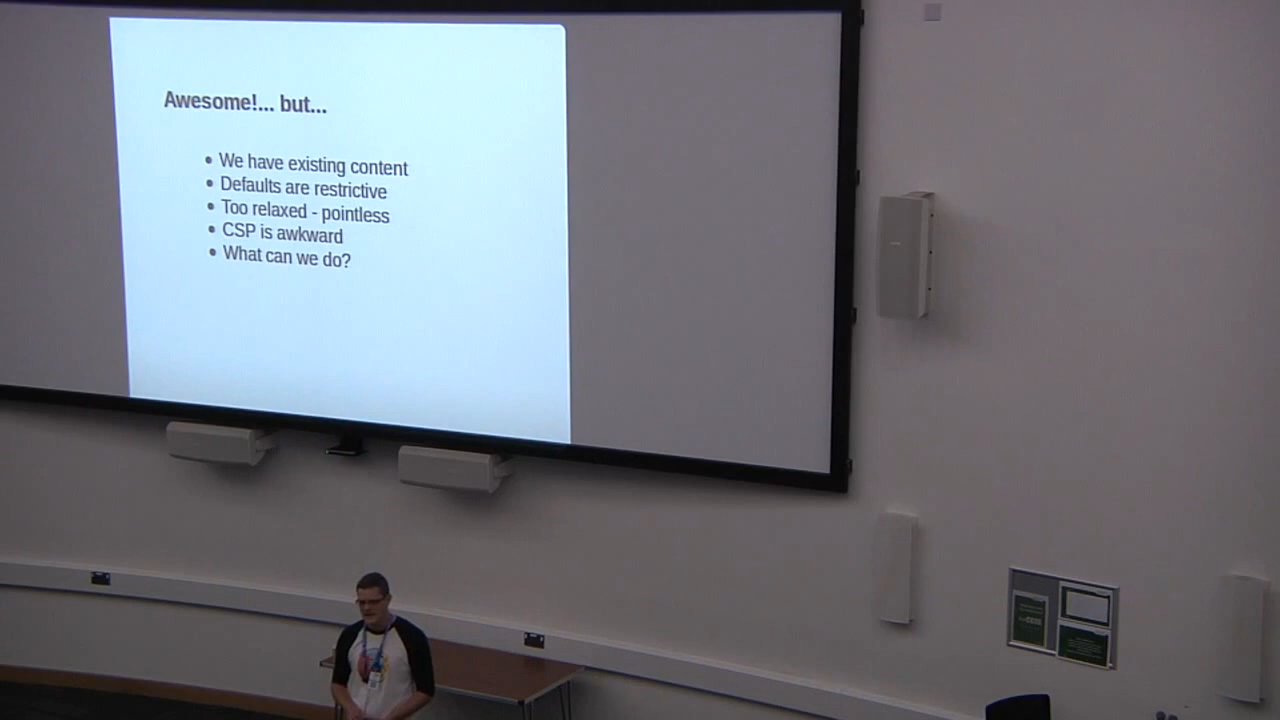 Awesome!... but...
• We have existing content
• Defaults are restrictive
• Too relaxed - pointless
• CSP is awkward
• What can we do?